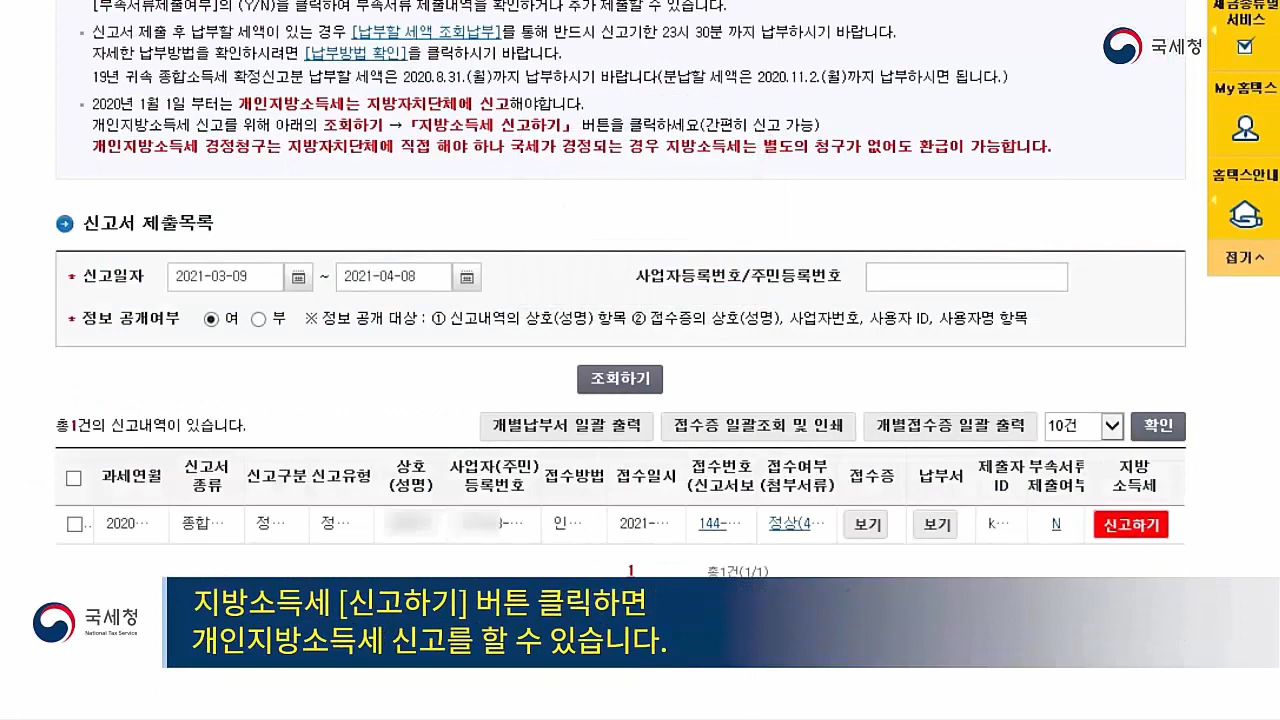 [부속서류제출여부]의 (Y/N)을 클릭하여 부속서류 제출내역을 확인하거나 추가 제출할 수 있습니다.
신고서 제출 후 납부할 세액이 있는 경우 [납부할 세액 조회납부]를 통해 반드시 신고기한 23시 30분 까지 납부하시기 바랍니다.
자세한 납부방법을 확인하시려면 [납부방법 확인]을 클릭하시기 바랍니다.
19년 귀속 종합소득세 확정신고분 납부할 세액은 2020.8.31.(월)까지 납부하시기 바랍니다(분납할 세액은 2020.11.2.(월)까지 납부하시면 됩니다.)
2020년 1월 1일 부터는 개인지방소득세는 지방자치단체에 신고해야합니다.
개인지방소득세 신고를 위해 아래의 조회하기 → 「지방소득세 신고하기」 버튼을 클릭하세요(간편히 신고 가능)
개인지방소득세 경정청구는 지방자치단체에 직접 해야 하나 국세가 경정되는 경우 지방소득세는 별도의 청구가 없어도 환급이 가능합니다.
국세청
세금종류별
서비스
My 홈택스
홈택스안내
접기 ^
신고서 제출목록
* 신고일자 2021-03-09 ~ 2021-04-08 사업자등록번호/주민등록번호
* 정보 공개여부 여 부 ※ 정보 공개 대상 : ① 신고내역의 상호(성명) 항목 ② 접수증의 상호(성명), 사업자번호, 사용자 ID, 사용자명 항목
조회하기
총1건의 신고내역이 있습니다. 개별납부서 일괄 출력 접수증 일괄조회 및 인쇄 개별접수증 일괄 출력 10건 확인
과세연월 신고서 종류 신고구분 신고유형 상호 (성명) 사업자(주민) 등록번호 접수방법 접수일시 접수번호 (신고서보 접수여부 (첨부서류) 접수증 납부서 제출자 ID 부속서류 제출여부 지방 소득세
2020… 종합… 정… 정… 3-… 인… 2021-… 144-… 정상(4… 보기 보기 k… N 신고하기
1 총1건(1/1)
국세청
National Tax Service
지방소득세 [신고하기] 버튼 클릭하면
개인지방소득세 신고를 할 수 있습니다.